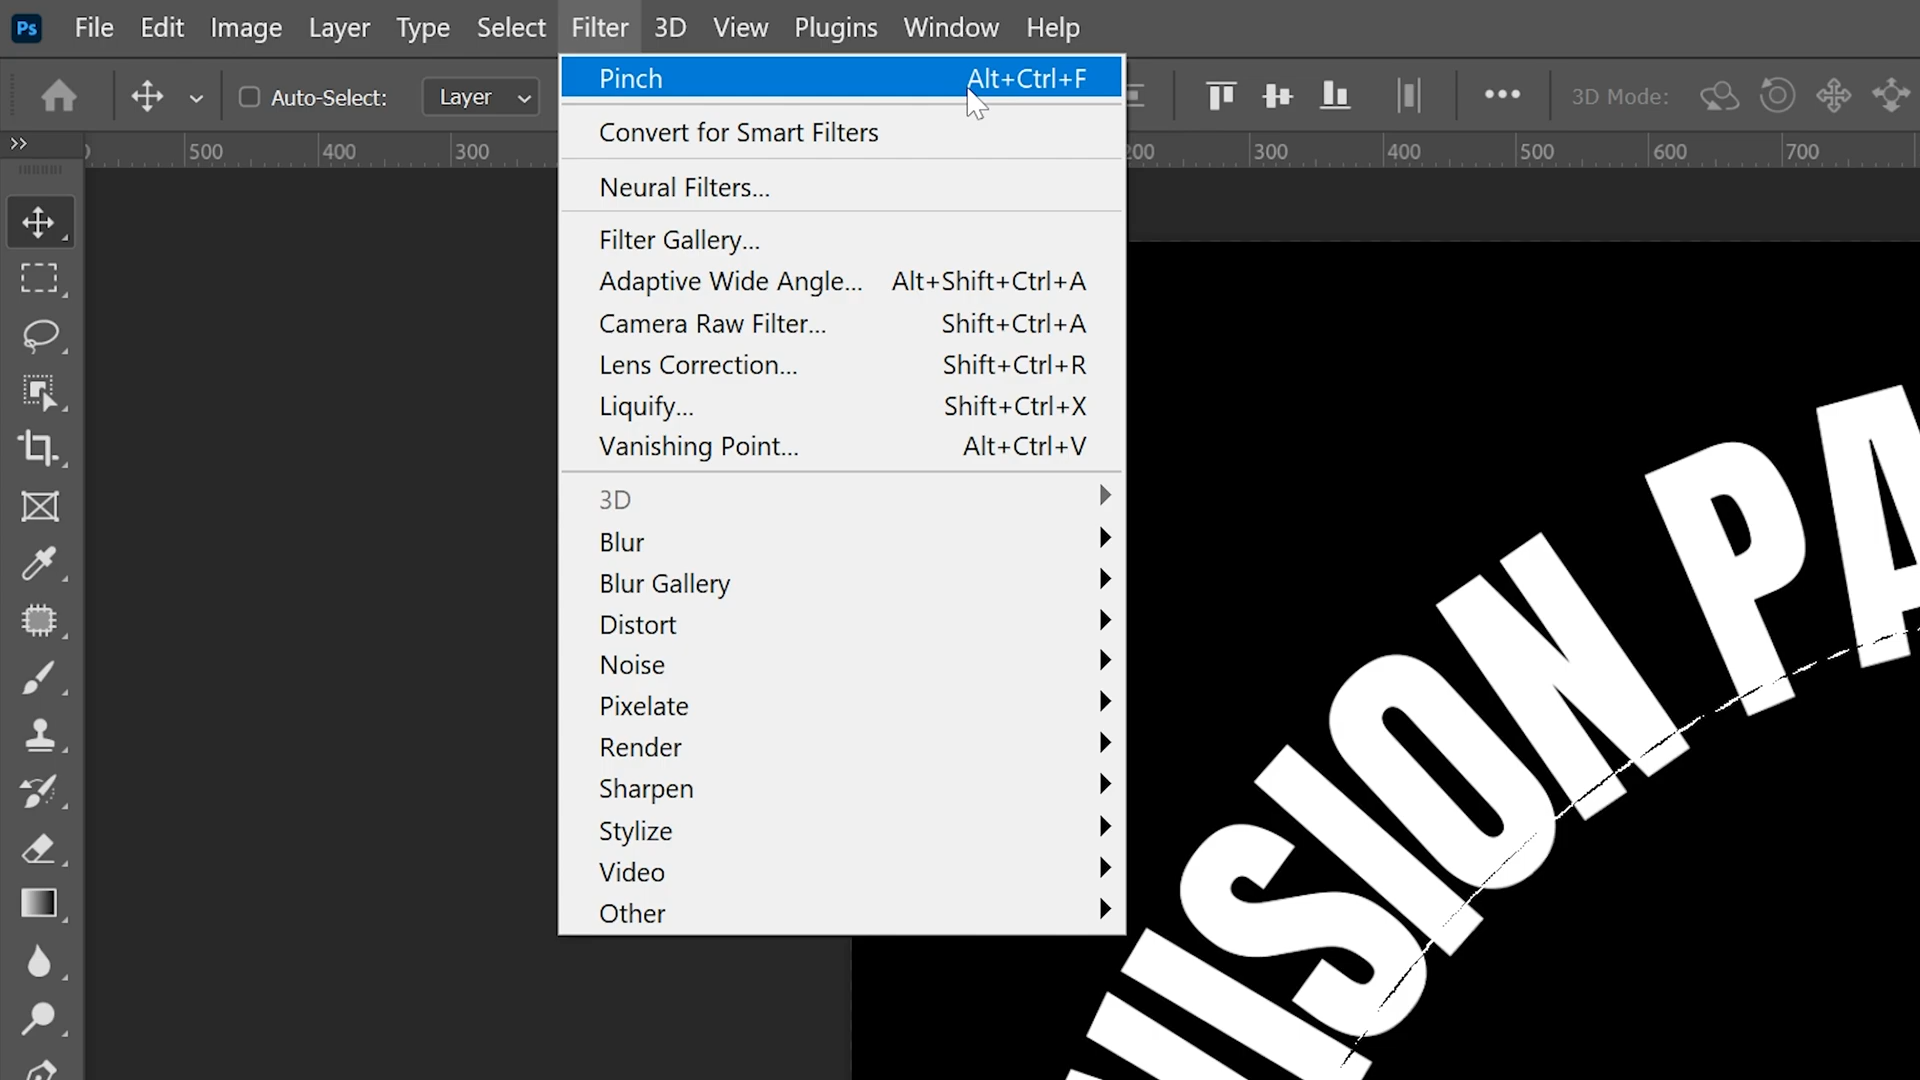 Ps File Edit Image Layer Type Select Filter 3D View Plugins Window Help
Auto-Select: Layer
3D Mode:
500 400 300 200 300 400 500 600 700
Pinch Alt+Ctrl+F
Convert for Smart Filters
Neural Filters...
Filter Gallery...
Adaptive Wide Angle... Alt+Shift+Ctrl+A
Camera Raw Filter... Shift+Ctrl+A
Lens Correction... Shift+Ctrl+R
Liquify... Shift+Ctrl+X
Vanishing Point... Alt+Ctrl+V
3D
Blur
Blur Gallery
Distort
Noise
Pixelate
Render
Sharpen
Stylize
Video
Other
VISION PA